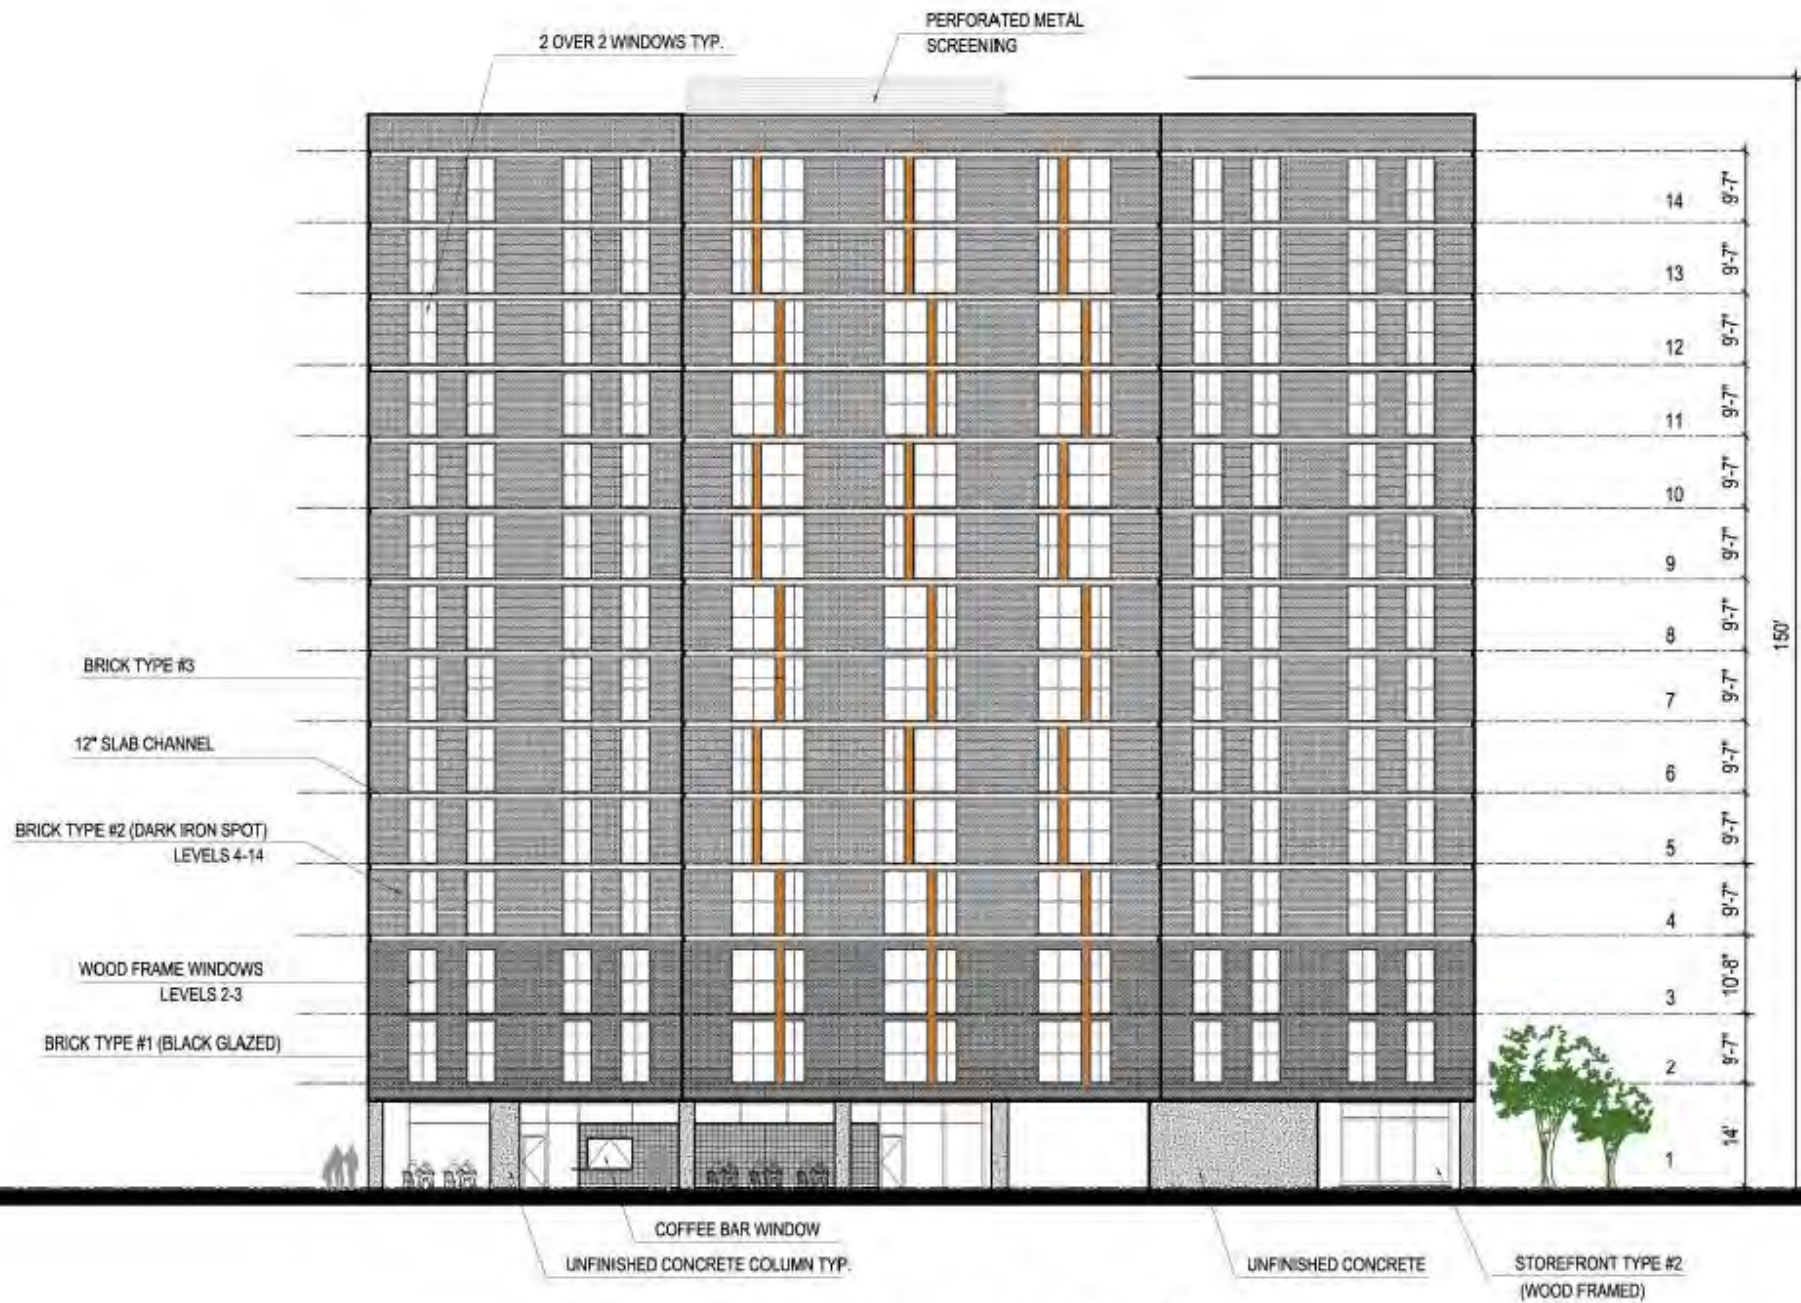 PERFORATED METAL
SCREENING
2 OVER 2 WINDOWS TYP.
14
9'-7"
13
9'-7"
12
9'-7"
11
9'-7"
10
9'-7"
9
9'-7"
8
9'-7"
150'
BRICK TYPE #3
7
9'-7"
12" SLAB CHANNEL
6
9'-7"
BRICK TYPE #2 (DARK IRON SPOT)
LEVELS 4-14
5
9'-7"
4
9'-7"
WOOD FRAME WINDOWS
LEVELS 2-3
3
10'-8"
BRICK TYPE #1 (BLACK GLAZED)
2
9'-7"
1
14'
COFFEE BAR WINDOW
UNFINISHED CONCRETE COLUMN TYP.
UNFINISHED CONCRETE
STOREFRONT TYPE #2
(WOOD FRAMED)